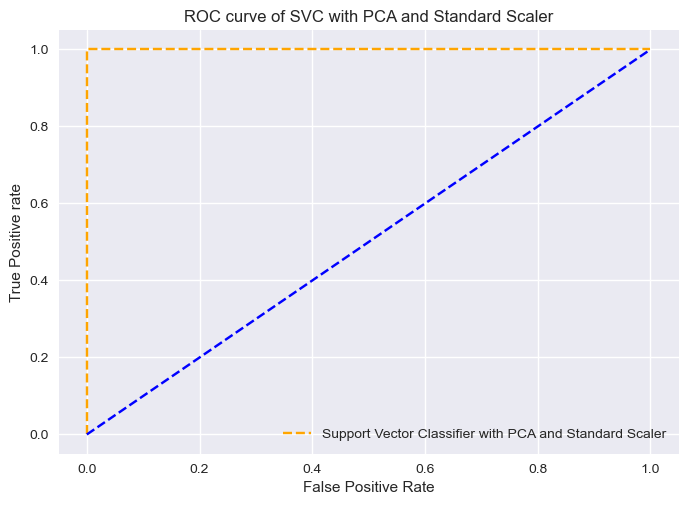 ROC curve of SVC with PCA and Standard Scaler
True Positive rate
1.0
0.8
0.6
0.4
0.2
0.0
Support Vector Classifier with PCA and Standard Scaler
0.0 0.2 0.4 0.6 0.8 1.0
False Positive Rate